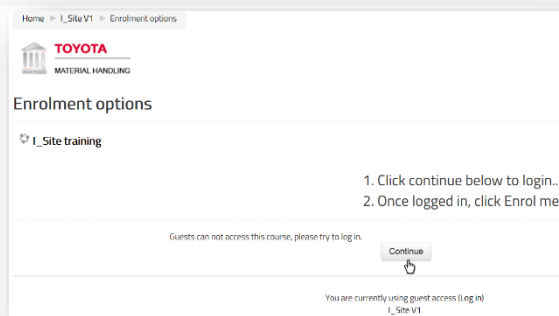 Home ▶ I_Site V1 ▶ Enrolment options
TOYOTA
MATERIAL HANDLING
Enrolment options
I_Site training
1. Click continue below to login..
2. Once logged in, click Enrol me
Guests can not access this course, please try to log in.
Continue
You are currently using guest access (Log in)
I_Site V1